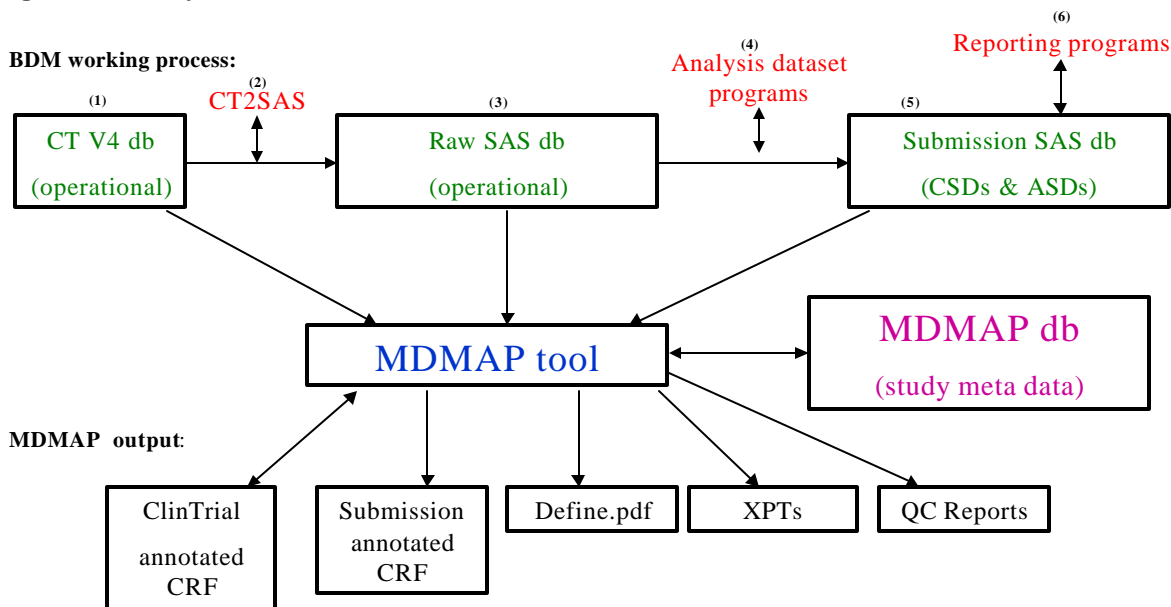 (6)
Reporting programs
BDM working process:
(4)
Analysis dataset
programs
(2)
CT2SAS
(1)
(3)
(5)
CT V4 db
(operational)
Raw SAS db
(operational)
Submission SAS db
(CSDs & ASDs)
MDMAP tool
MDMAP db
(study meta data)
MDMAP output:
ClinTrial
annotated
CRF
Submission
annotated
CRF
Define.pdf
XPTs
QC Reports